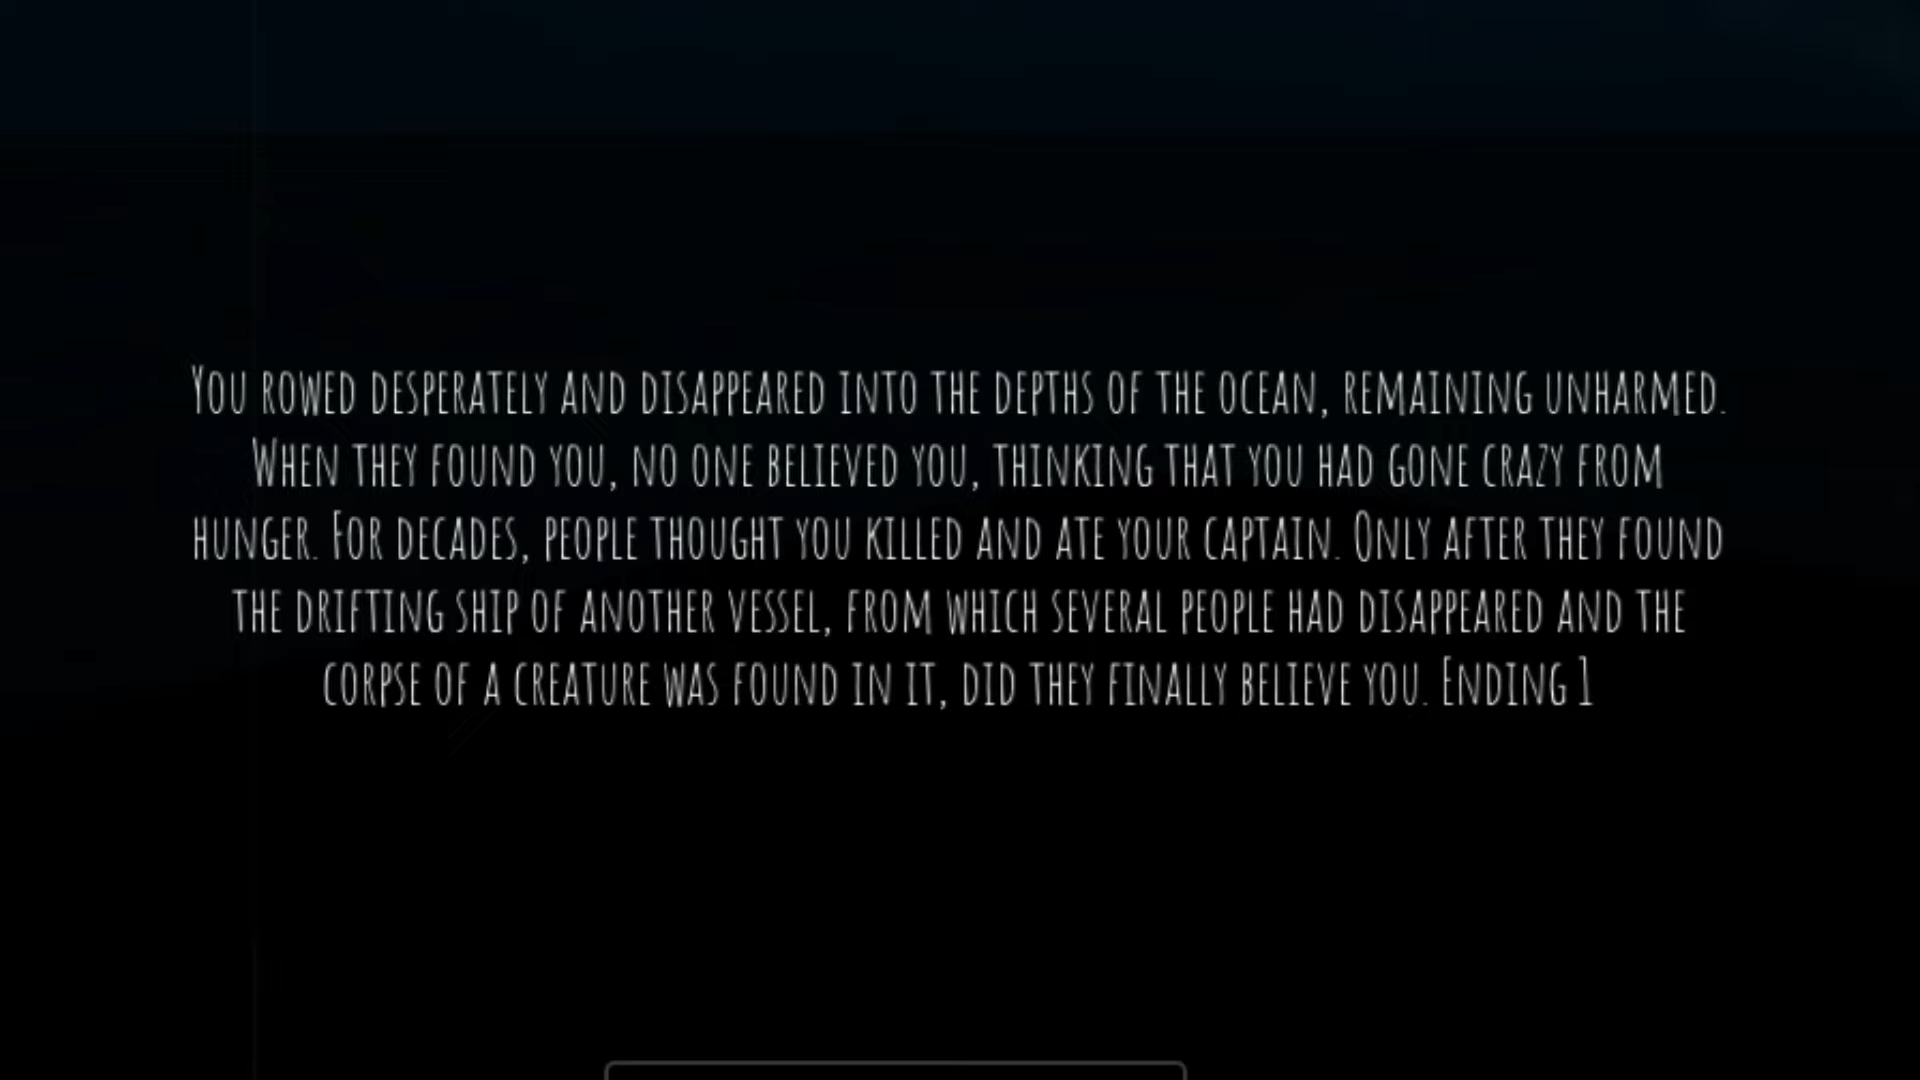 You rowed desperately and disappeared into the depths of the ocean, remaining unharmed.
When they found you, no one believed you, thinking that you had gone crazy from
hunger. For decades, people thought you killed and ate your captain. Only after they found
the drifting ship of another vessel, from which several people had disappeared and the
corpse of a creature was found in it, did they finally believe you. Ending 1